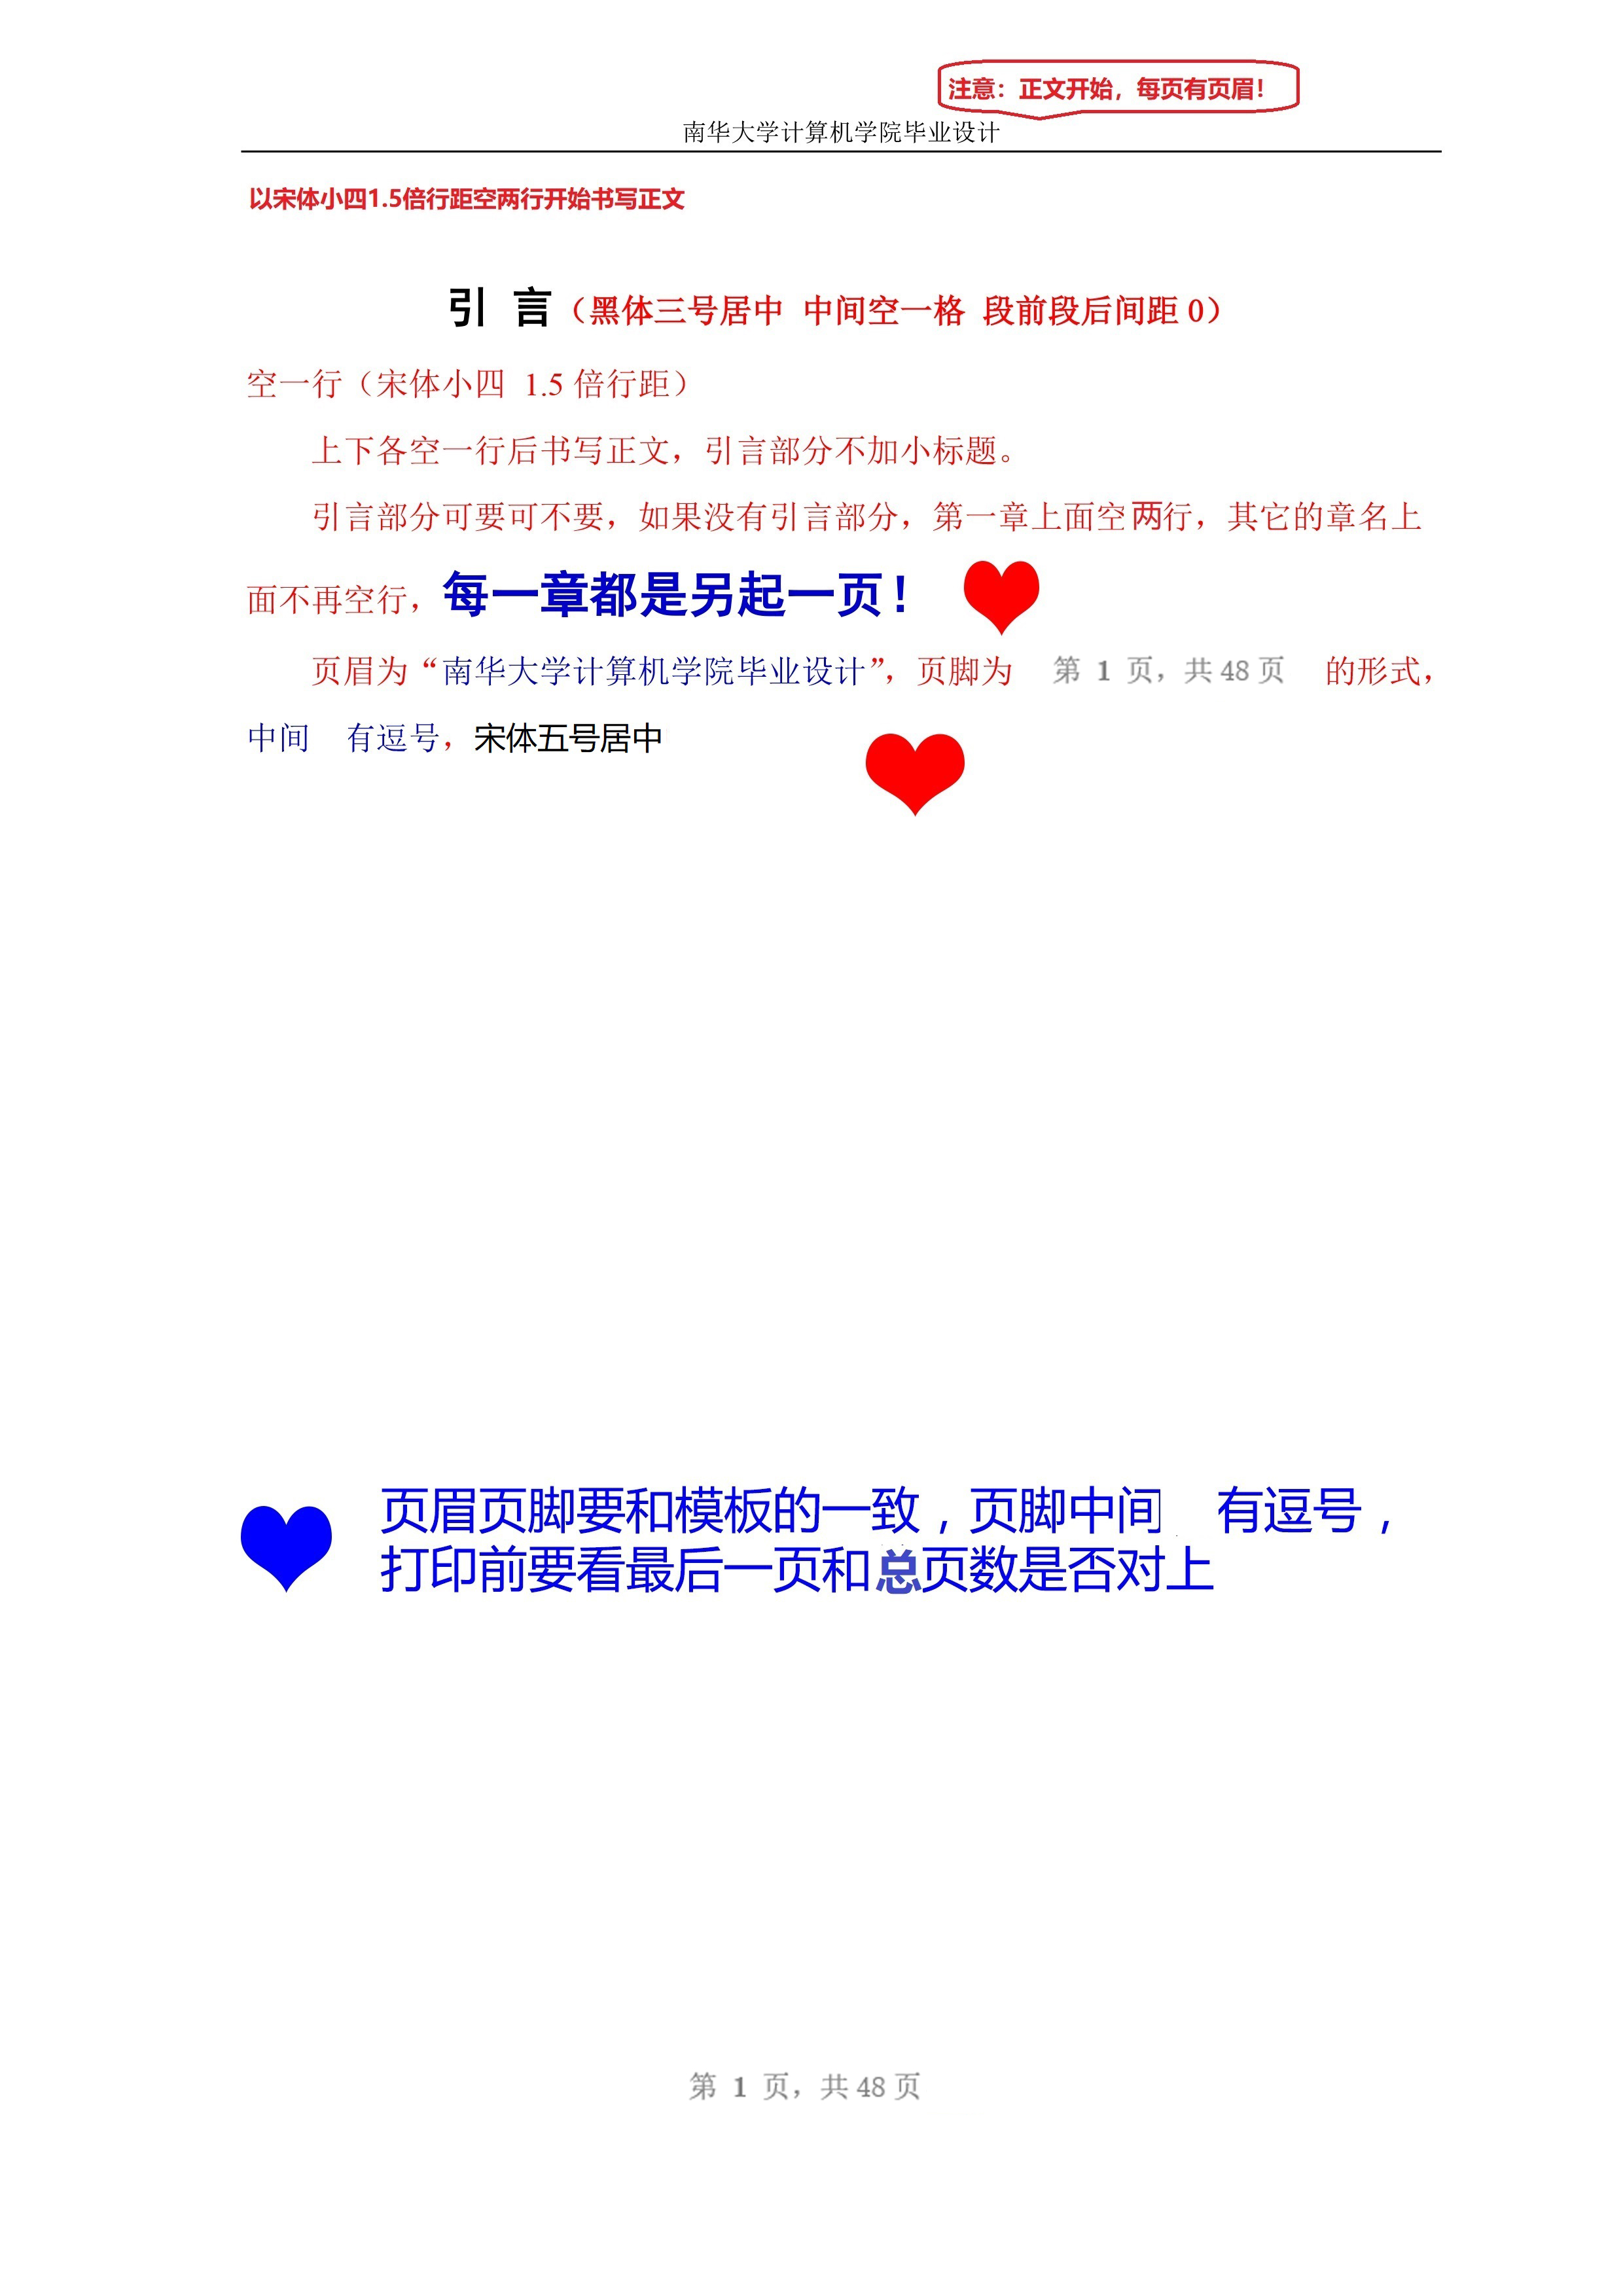 注意：正文开始，每页有页眉！
南华大学计算机学院毕业设计
以宋体小四1.5倍行距空两行开始书写正文
引 言（黑体三号居中 中间空一格 段前段后间距 0）
空一行（宋体小四 1.5 倍行距）
上下各空一行后书写正文，引言部分不加小标题。
引言部分可要可不要，如果没有引言部分，第一章上面空两行，其它的章名上
面不再空行，每一章都是另起一页！
页眉为“南华大学计算机学院毕业设计”，页脚为 第 1 页，共 48 页 的形式，
中间 有逗号，宋体五号居中
页眉页脚要和模板的一致，页脚中间 有逗号，
打印前要看最后一页和总页数是否对上
第 1 页，共 48 页